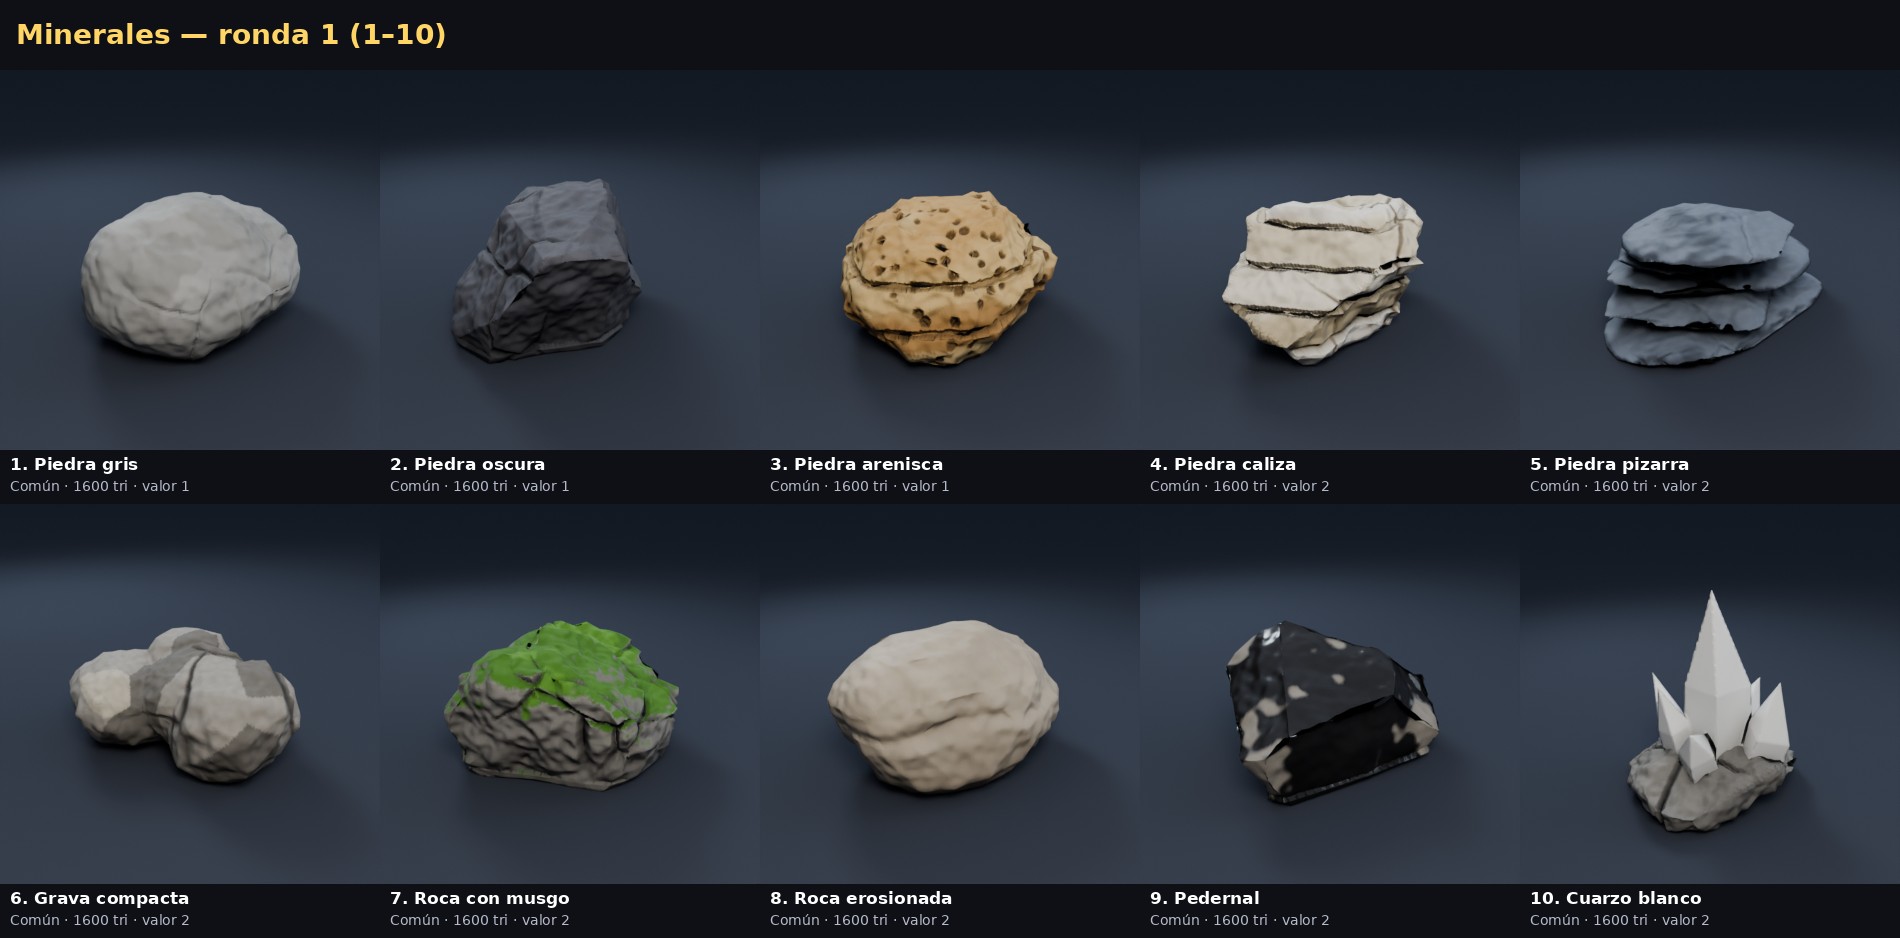 Minerales — ronda 1 (1–10)
1. Piedra gris
Común · 1600 tri · valor 1
2. Piedra oscura
Común · 1600 tri · valor 1
3. Piedra arenisca
Común · 1600 tri · valor 1
4. Piedra caliza
Común · 1600 tri · valor 2
5. Piedra pizarra
Común · 1600 tri · valor 2
6. Grava compacta
Común · 1600 tri · valor 2
7. Roca con musgo
Común · 1600 tri · valor 2
8. Roca erosionada
Común · 1600 tri · valor 2
9. Pedernal
Común · 1600 tri · valor 2
10. Cuarzo blanco
Común · 1600 tri · valor 2